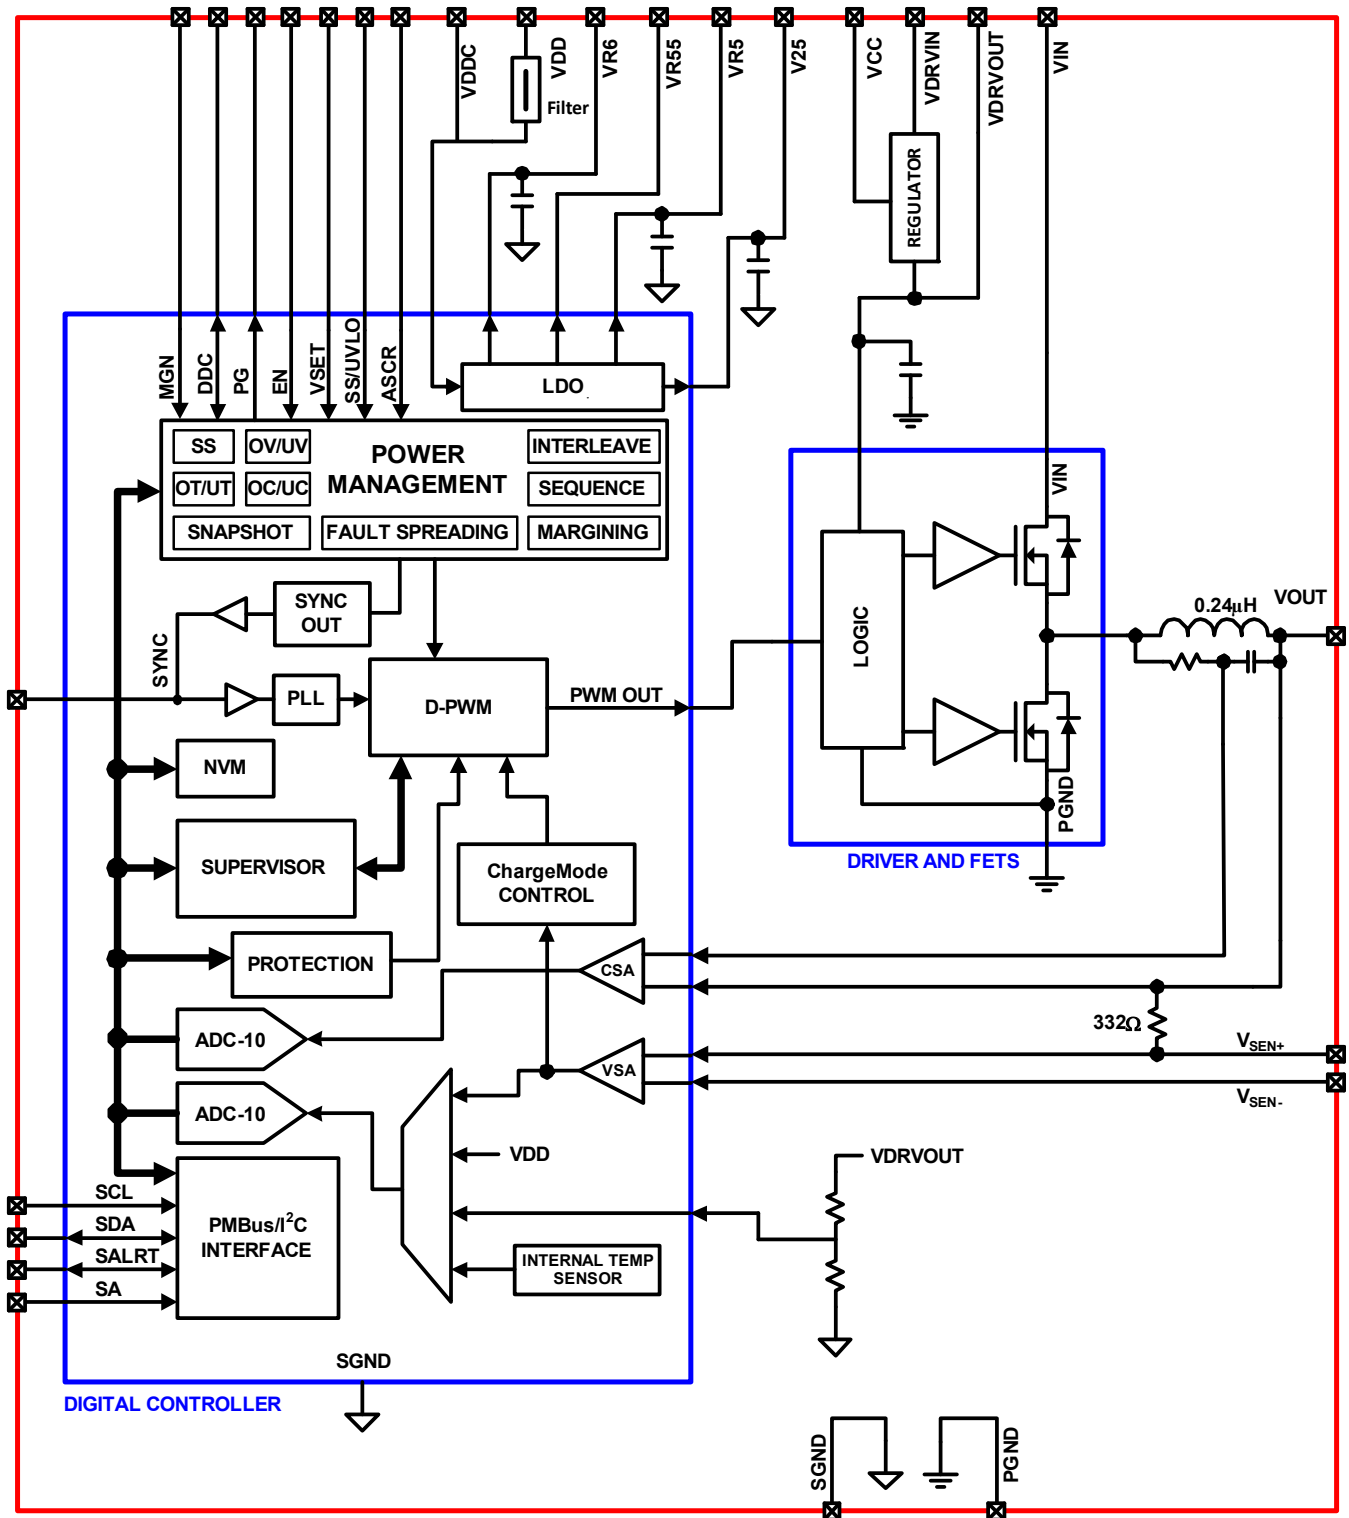 VDDC
VDD
VR6
VR55
VR5
V25
VCC
VDRVIN
VDRVOUT
VIN
Filter
REGULATOR
MGN
DDC
PG
EN
VSET
SS/UVLO
ASCR
LDO
SS
OV/UV
POWER
MANAGEMENT
INTERLEAVE
OT/UT
OC/UC
SEQUENCE
SNAPSHOT
FAULT SPREADING
MARGINING
VIN
SYNC
OUT
SYNC
LOGIC
0.24µH
VOUT
PLL
D-PWM
PWM OUT
NVM
PGND
SUPERVISOR
ChargeMode
CONTROL
DRIVER AND FETS
PROTECTION
CSA
332Ω
ADC-10
VSEN+
VSA
VSEN-
ADC-10
VDD
VDRVOUT
SCL
SDA
SALRT
SA
PMBus/I²C
INTERFACE
INTERNAL TEMP
SENSOR
SGND
DIGITAL CONTROLLER
SGND
PGND